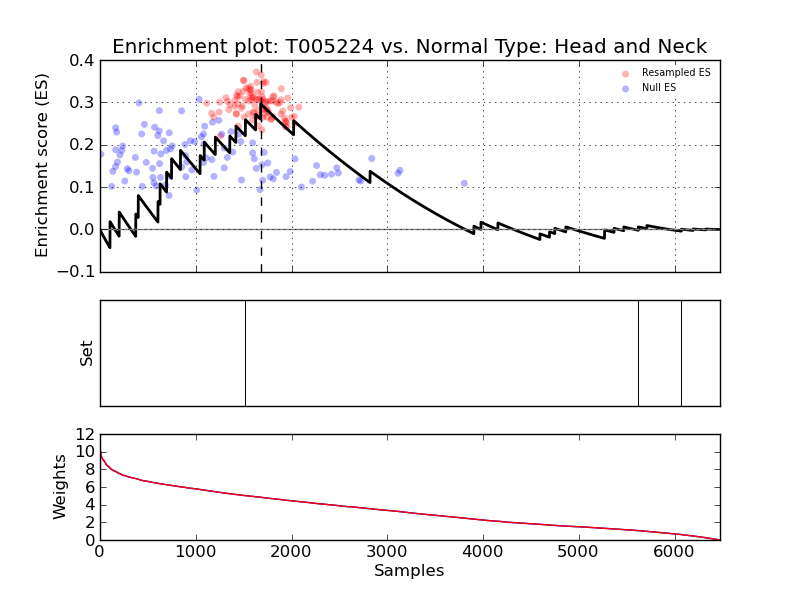 Enrichment plot: T005224 vs. Normal Type: Head and Neck
Enrichment score (ES)
0.4
0.3
0.2
0.1
0.0
−0.1
Resampled ES
Null ES
Set
Weights
12
10
8
6
4
2
0
0 1000 2000 3000 4000 5000 6000
Samples